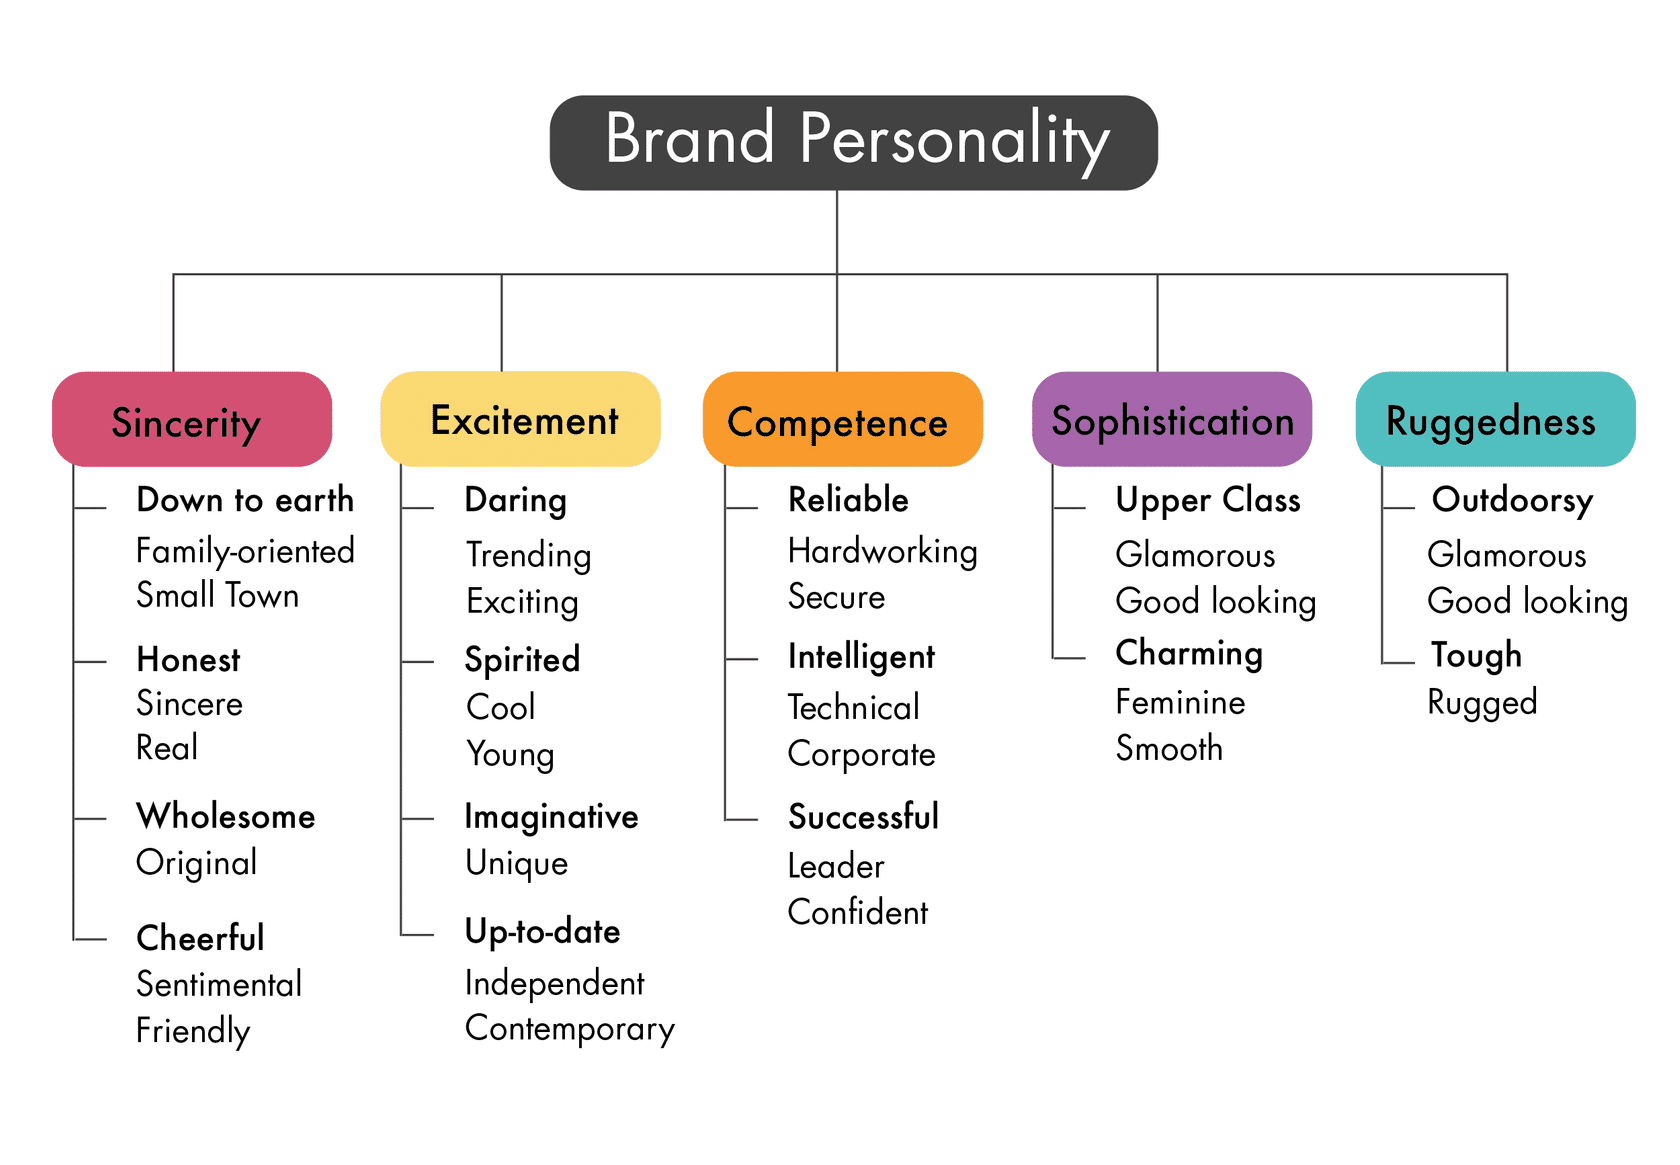 Brand Personality
Sincerity
Down to earth
Family-oriented
Small Town
Honest
Sincere
Real
Wholesome
Original
Cheerful
Sentimental
Friendly
Excitement
Daring
Trending
Exciting
Spirited
Cool
Young
Imaginative
Unique
Up-to-date
Independent
Contemporary
Competence
Reliable
Hardworking
Secure
Intelligent
Technical
Corporate
Successful
Leader
Confident
Sophistication
Upper Class
Glamorous
Good looking
Charming
Feminine
Smooth
Ruggedness
Outdoorsy
Glamorous
Good looking
Tough
Rugged